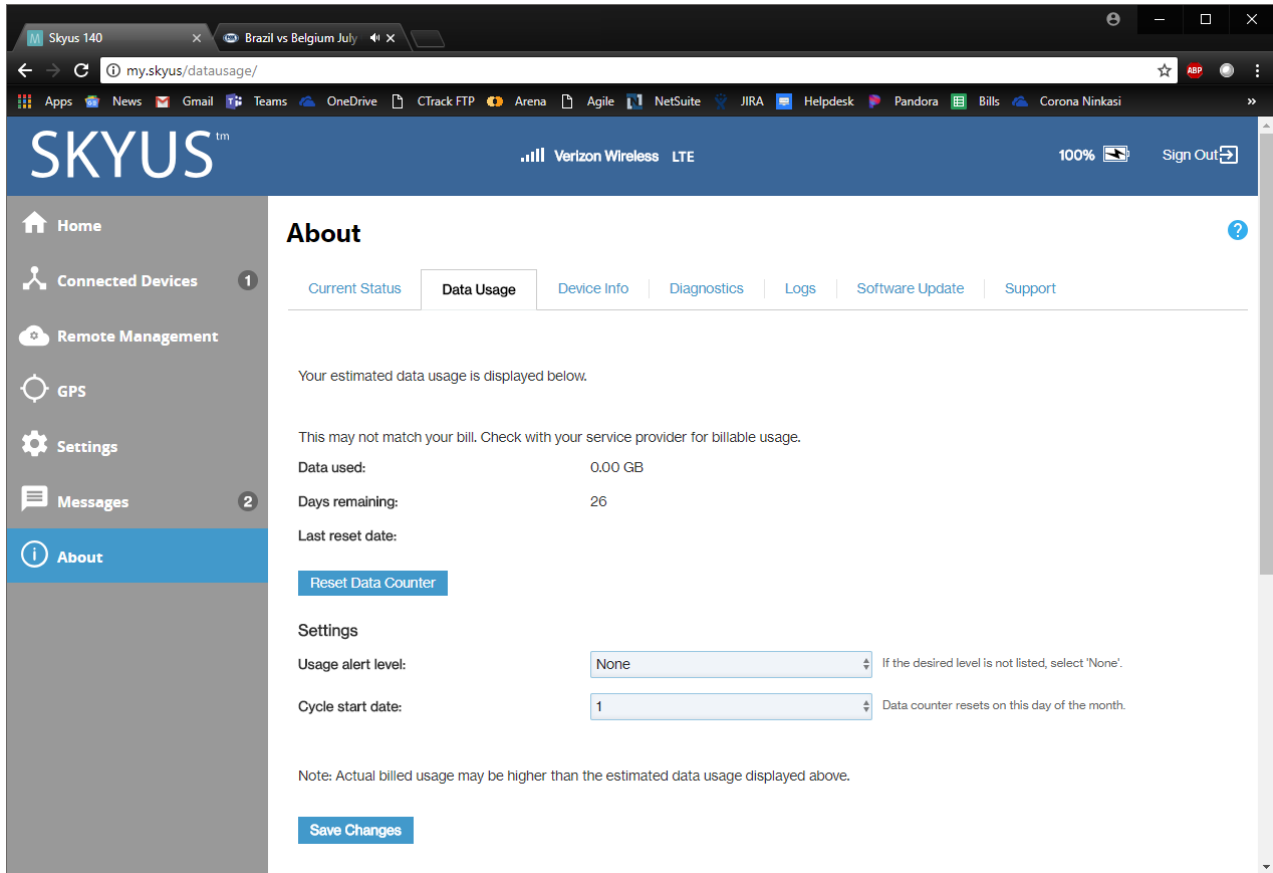 Skyus 140
Brazil vs Belgium July
my.skyus/datausage/
ABP
Apps News Gmail Teams OneDrive CTrack FTP Arena Agile NetSuite JIRA Helpdesk Pandora Bills Corona Ninkasi »
SKYUS tm
Verizon Wireless LTE
100%
Sign Out
Home
Connected Devices 1
Remote Management
GPS
Settings
Messages 2
About
About
?
Current Status Data Usage Device Info Diagnostics Logs Software Update Support
Your estimated data usage is displayed below.
This may not match your bill. Check with your service provider for billable usage.
Data used: 0.00 GB
Days remaining: 26
Last reset date:
Reset Data Counter
Settings
Usage alert level: None If the desired level is not listed, select 'None'.
Cycle start date: 1 Data counter resets on this day of the month.
Note: Actual billed usage may be higher than the estimated data usage displayed above.
Save Changes